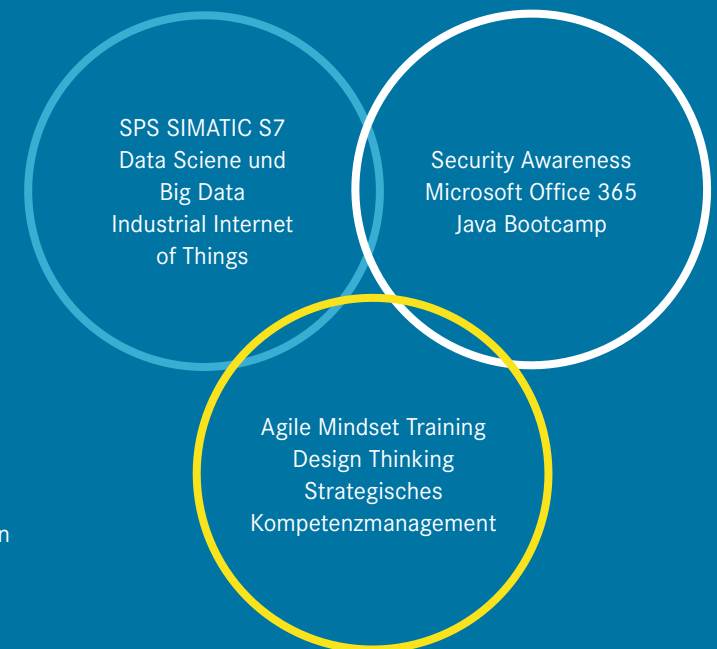 SPS SIMATIC S7
Data Sciene und
Big Data
Industrial Internet
of Things
Security Awareness
Microsoft Office 365
Java Bootcamp
Agile Mindset Training
Design Thinking
Strategisches
Kompetenzmanagement